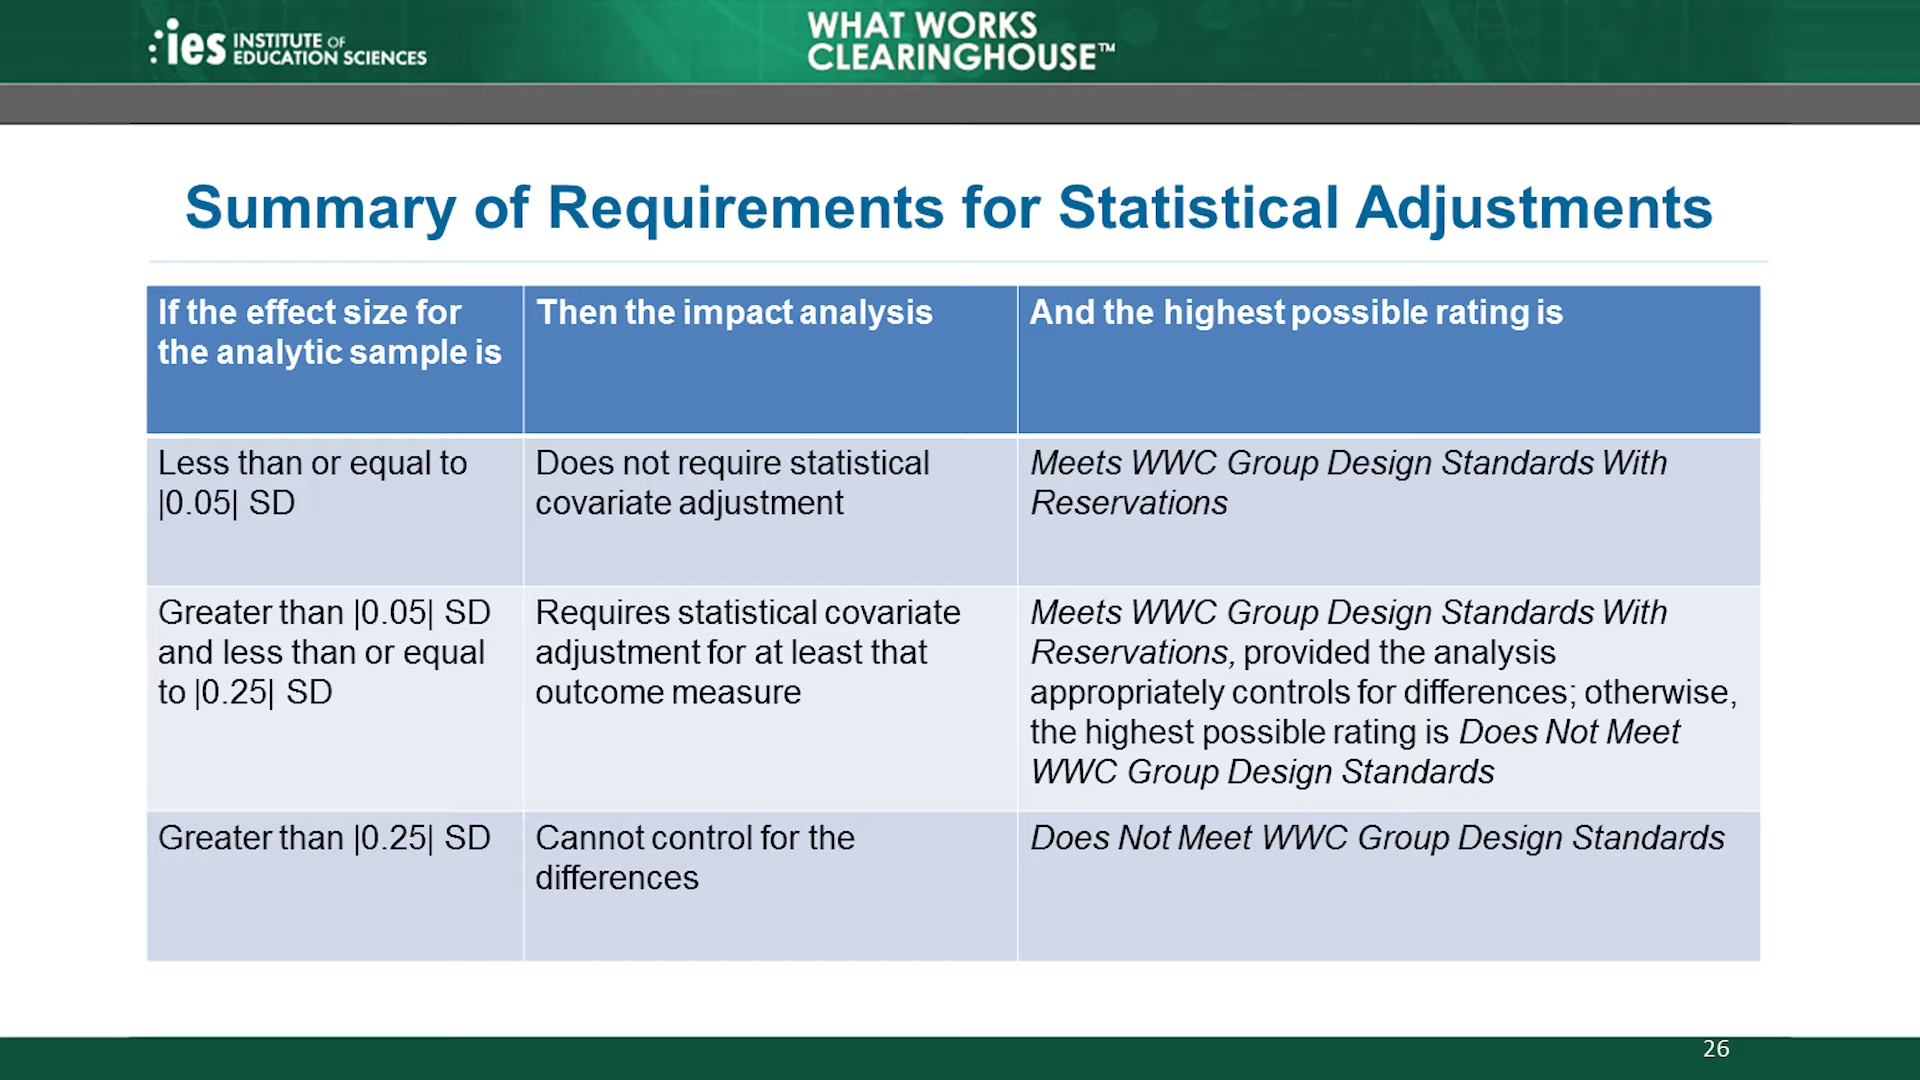 ies INSTITUTE OF
EDUCATION SCIENCES
WHAT WORKS
CLEARINGHOUSE™
Summary of Requirements for Statistical Adjustments
If the effect size for
the analytic sample is
Then the impact analysis
And the highest possible rating is
Less than or equal to
|0.05| SD
Does not require statistical
covariate adjustment
Meets WWC Group Design Standards With
Reservations
Greater than |0.05| SD
and less than or equal
to |0.25| SD
Requires statistical covariate
adjustment for at least that
outcome measure
Meets WWC Group Design Standards With
Reservations, provided the analysis
appropriately controls for differences; otherwise,
the highest possible rating is Does Not Meet
WWC Group Design Standards
Greater than |0.25| SD
Cannot control for the
differences
Does Not Meet WWC Group Design Standards
26